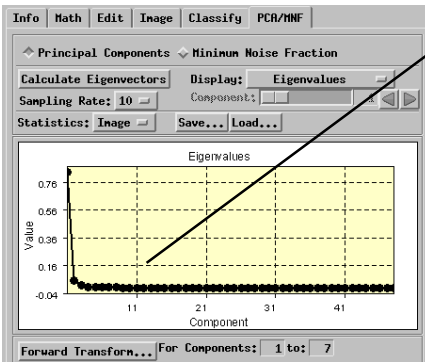 Info Math Edit Image Classify PCA/MNF
Principal Components Minimum Noise Fraction
Calculate Eigenvectors Display: Eigenvalues
Sampling Rate: 10 Component: 1
Statistics: Image Save... Load...
Eigenvalues
0.76
0.56
0.36
0.16
-0.04
Value
11 21 31 41
Component
Forward Transform... For Components: 1 to: 7